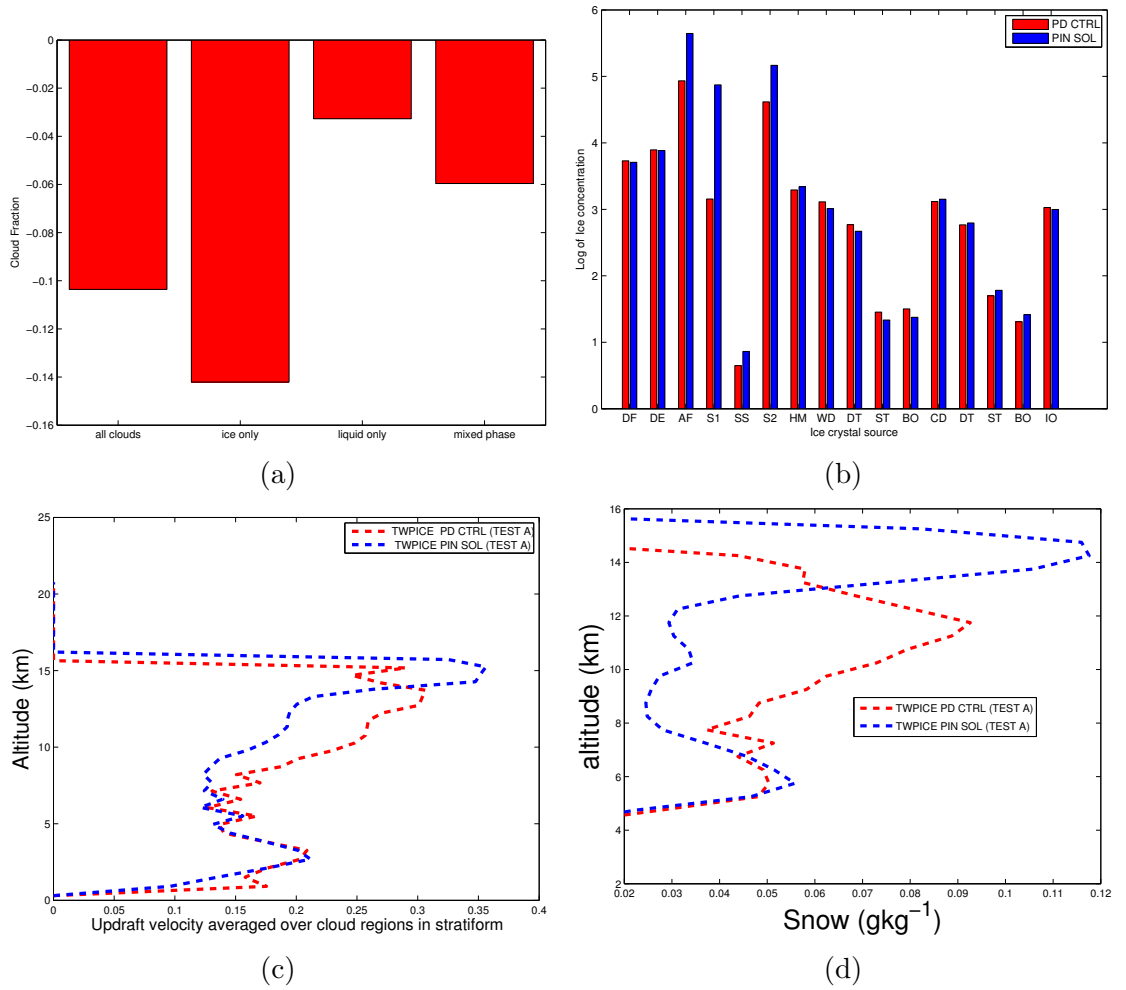 0
−0.02
−0.04
−0.06
−0.08
−0.1
−0.12
−0.14
−0.16
Cloud Fraction
all clouds ice only liquid only mixed phase
(a)
6
5
4
3
2
1
0
Log of Ice concentration
PD CTRL
PIN SOL
DF DE AF S1 SS S2 HM WD DT ST BO CD DT ST BO IO
Ice crystal source
(b)
25
20
15
10
5
0
Altitude (km)
TWPICE PD CTRL (TEST A)
TWPICE PIN SOL (TEST A)
0 0.05 0.1 0.15 0.2 0.25 0.3 0.35 0.4
Updraft velocity averaged over cloud regions in stratiform
(c)
16
14
12
10
8
6
4
2
altitude (km)
TWPICE PD CTRL (TEST A)
TWPICE PIN SOL (TEST A)
0.02 0.03 0.04 0.05 0.06 0.07 0.08 0.09 0.1 0.11 0.12
Snow (gkg⁻¹)
(d)